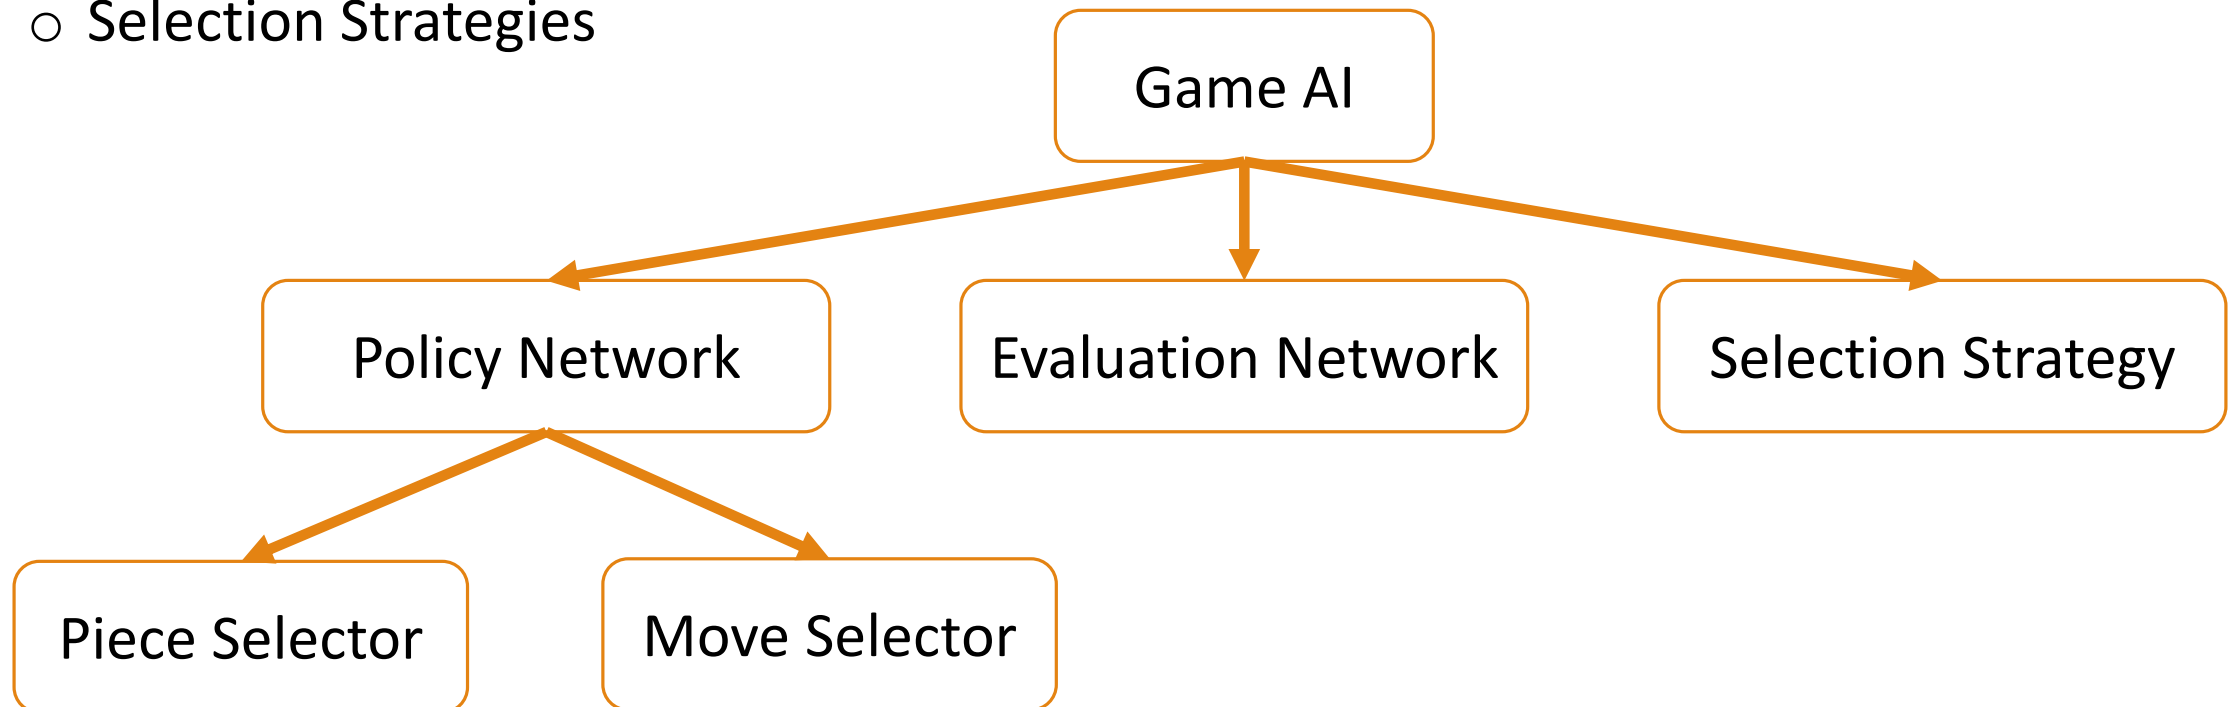 ○ Selection Strategies
Game AI
Policy Network
Evaluation Network
Selection Strategy
Piece Selector
Move Selector